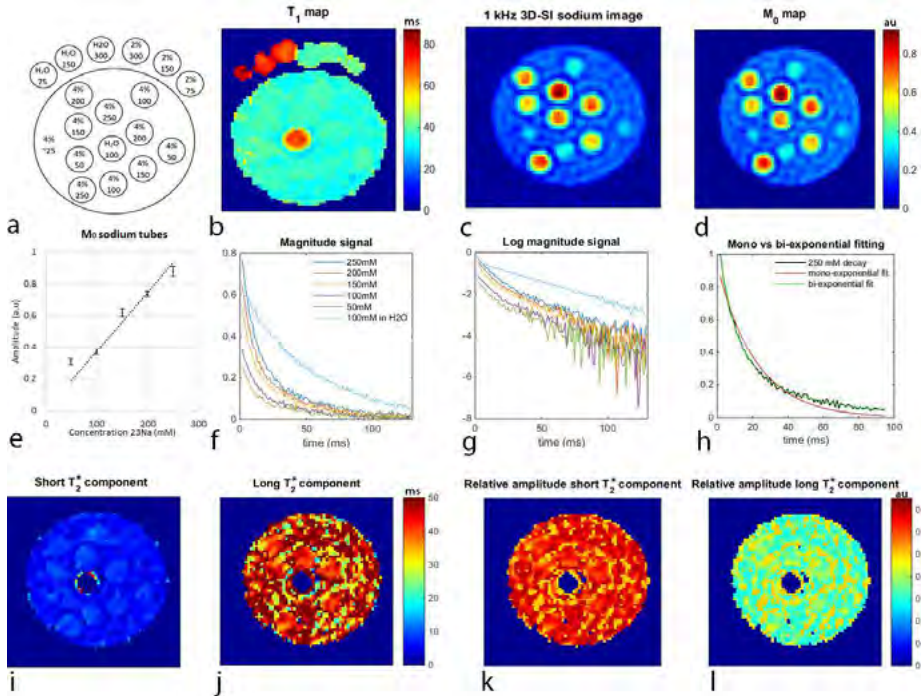 T1 map
ms
1 kHz 3D-SI sodium image
M0 map
au
H2O 75
H2O 150
H2O 300
2% 300
2% 150
2% 75
4% 200
4% 100
4% 250
4% 150
4% 200
4%
4% 50
H2O 100
4% 50
4% 150
4% 250
4% 100
80
60
40
20
0
0.8
0.6
0.4
0.2
0
a
b
c
d
M0 sodium tubes
Amplitude (a.u)
1
0.8
0.6
0.4
0.2
0
0
100
200
300
Concentration 23Na (mM)
e
Magnitude signal
0.8
0.6
0.4
0.2
0
250mM
200mM
150mM
100mM
50mM
100mM in H2O
0
50
100
time (ms)
f
Log magnitude signal
0
-2
-4
-6
-8
0
50
100
time (ms)
g
Mono vs bi-exponential fitting
1
0.8
0.6
0.4
0.2
0
250 mM decay
mono-exponential fit
bi-exponential fit
0
20
40
60
80
100
time (ms)
h
Short T2* component
Long T2* component
ms
Relative amplitude short T2* component
Relative amplitude long T2* component
au
50
40
30
20
10
0
0
i
j
k
l